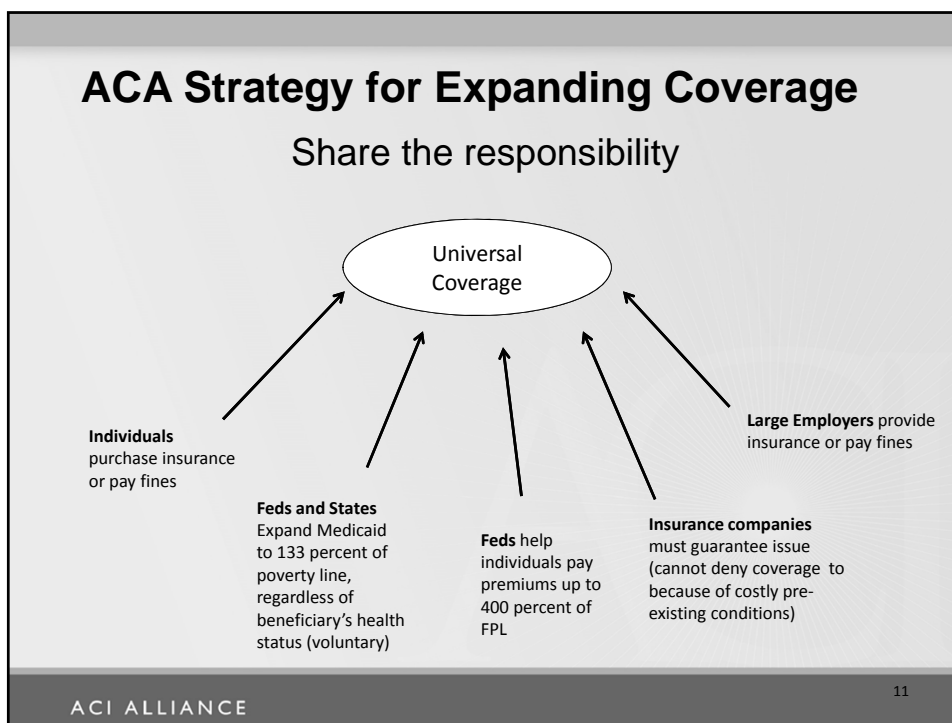 ACA Strategy for Expanding Coverage
Share the responsibility
Universal
Coverage
Individuals
purchase insurance
or pay fines
Feds and States
Expand Medicaid
to 133 percent of
poverty line,
regardless of
beneficiary’s health
status (voluntary)
Feds help
individuals pay
premiums up to
400 percent of
FPL
Insurance companies
must guarantee issue
(cannot deny coverage to
because of costly pre-
existing conditions)
Large Employers provide
insurance or pay fines
ACI ALLIANCE
11